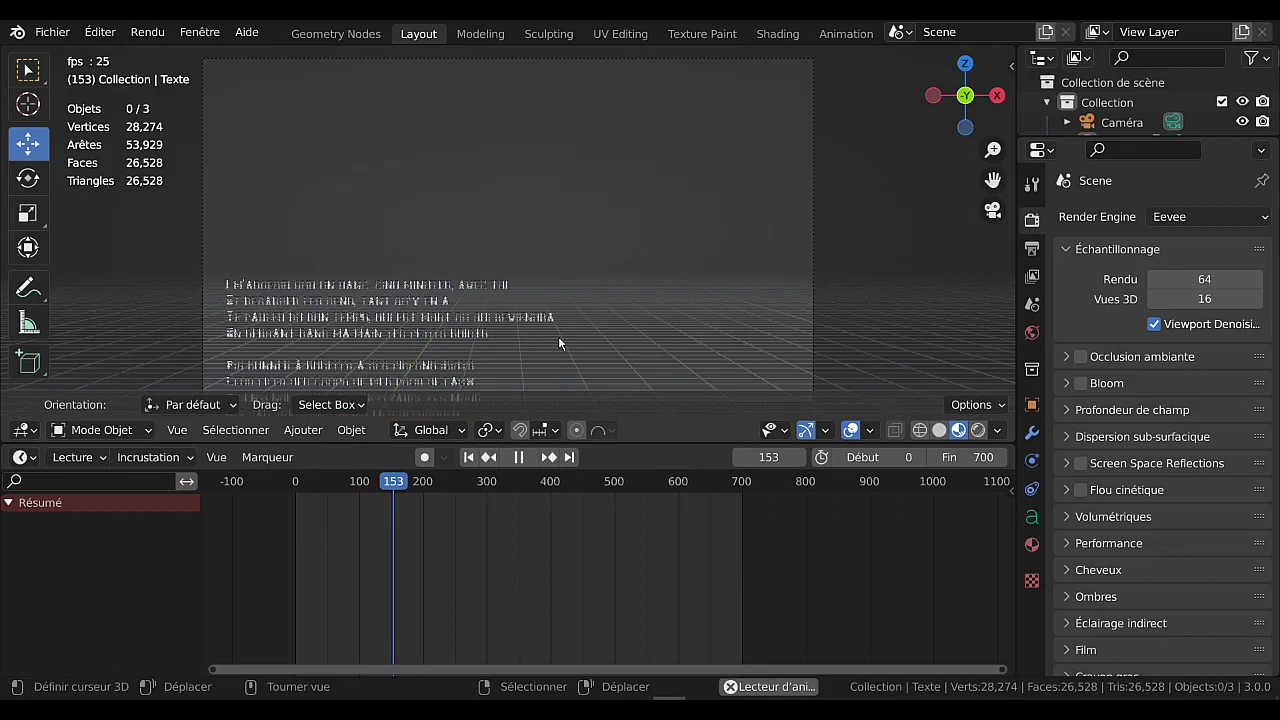 Fichier Éditer Rendu Fenêtre Aide Geometry Nodes Layout Modeling Sculpting UV Editing Texture Paint Shading Animation Scene View Layer
fps : 25
(153) Collection | Texte
Objets 0 / 3
Vertices 28,274
Arêtes 53,929
Faces 26,528
Triangles 26,528
Z
-Y
X
Collection de scène
Collection
Caméra
Scene
Render Engine Eevee
Échantillonnage
Rendu 64
Vues 3D 16
Viewport Denoisi...
Occlusion ambiante
Bloom
Profondeur de champ
Dispersion sub-surfacique
Screen Space Reflections
Flou cinétique
Volumétriques
Performance
Cheveux
Ombres
Éclairage indirect
Film
Orientation: Par défaut Drag: Select Box Options
Mode Objet Vue Sélectionner Ajouter Objet Global
Lecture Incrustation Vue Marqueur 153 Début 0 Fin 700
-100 0 100 153 200 300 400 500 600 700 800 900 1000 1100
Résumé
Définir curseur 3D Déplacer Tourner vue Sélectionner Déplacer Lecteur d'ani... Collection | Texte | Verts:28,274 | Faces:26,528 | Tris:26,528 | Objects:0/3 | 3.0.0